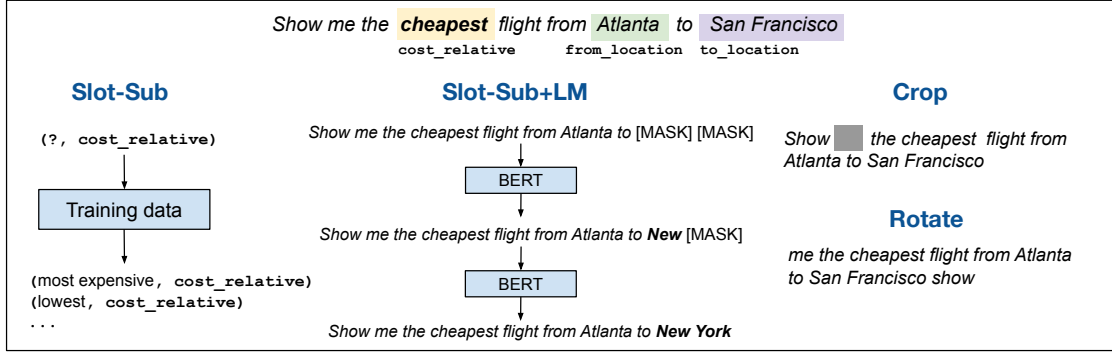 Show me the cheapest flight from Atlanta to San Francisco
cost_relative from_location to_location
Slot-Sub
(?, cost_relative)
Training data
(most expensive, cost_relative)
(lowest, cost_relative)
...
Slot-Sub+LM
Show me the cheapest flight from Atlanta to [MASK] [MASK]
BERT
Show me the cheapest flight from Atlanta to New [MASK]
BERT
Show me the cheapest flight from Atlanta to New York
Crop
Show the cheapest flight from
Atlanta to San Francisco
Rotate
me the cheapest flight from Atlanta
to San Francisco show